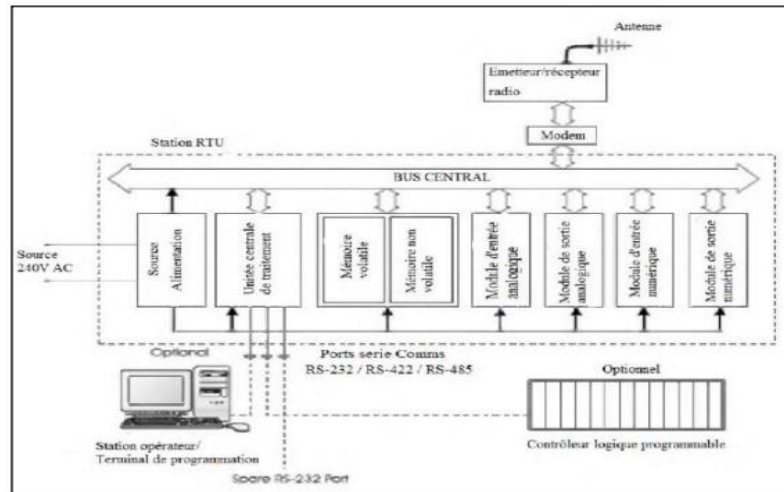 Antenne
Emetteur/récepteur
radio
Modem
Station RTU
BUS CENTRAL
Source
240V AC
Source
Alimentation
Unitée centrale
de traitement
Mémoire
volatile
Mémoire non
volatile
Module d'entrée
analogique
Module de sortie
analogique
Module d'entrée
numérique
Module de sortie
numérique
Optional
Ports serie Comms
RS-232 / RS-422 / RS-485
Optionnel
Station opérateur/
Terminal de programmation
Contrôleur logique programmable
Spare RS-232 Port